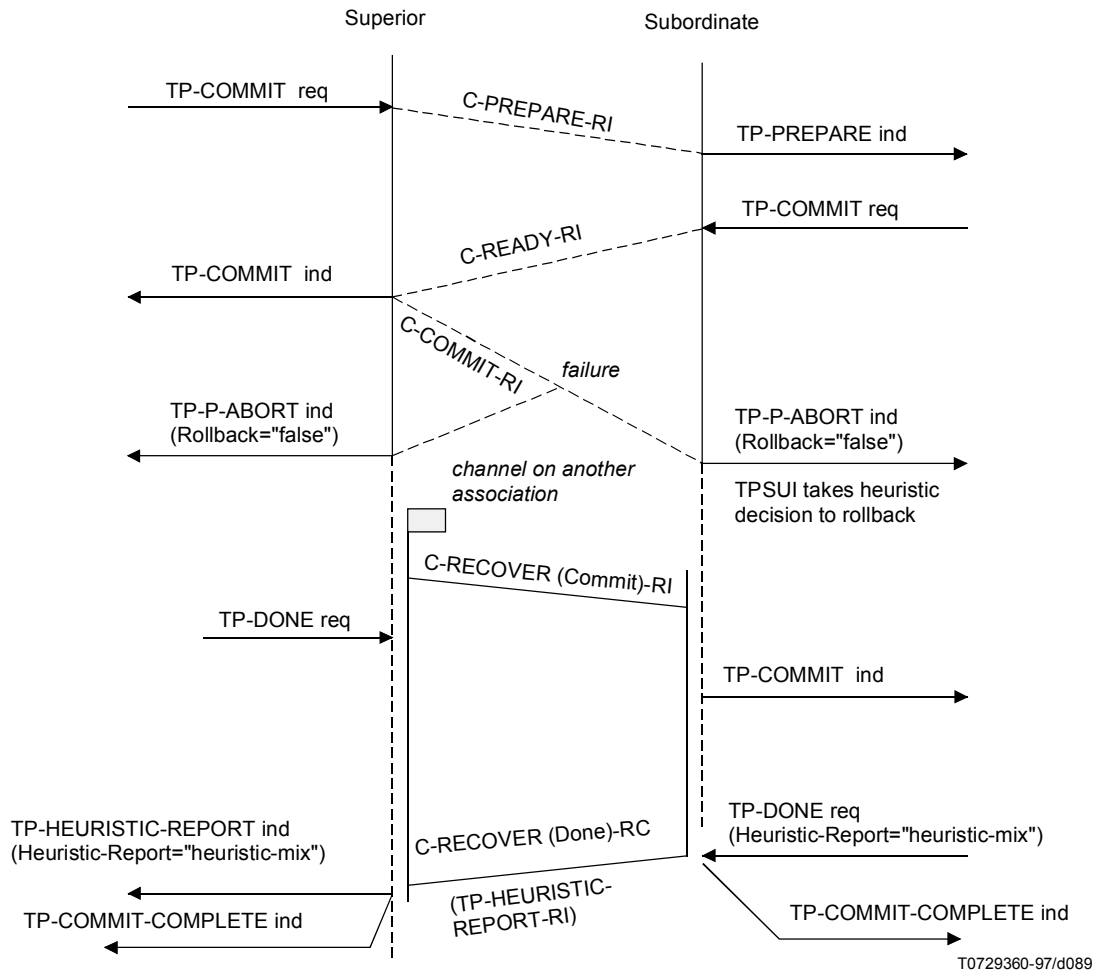 Superior
Subordinate
TP-COMMIT req
C-PREPARE-RI
TP-PREPARE ind
TP-COMMIT req
C-READY-RI
TP-COMMIT ind
C-COMMIT-RI
failure
TP-P-ABORT ind
(Rollback="false")
TP-P-ABORT ind
(Rollback="false")
channel on another
association
TPSUI takes heuristic
decision to rollback
C-RECOVER (Commit)-RI
TP-DONE req
TP-COMMIT ind
TP-DONE req
(Heuristic-Report="heuristic-mix")
TP-HEURISTIC-REPORT ind
(Heuristic-Report="heuristic-mix")
C-RECOVER (Done)-RC
(TP-HEURISTIC-
REPORT-RI)
TP-COMMIT-COMPLETE ind
TP-COMMIT-COMPLETE ind
T0729360-97/d089